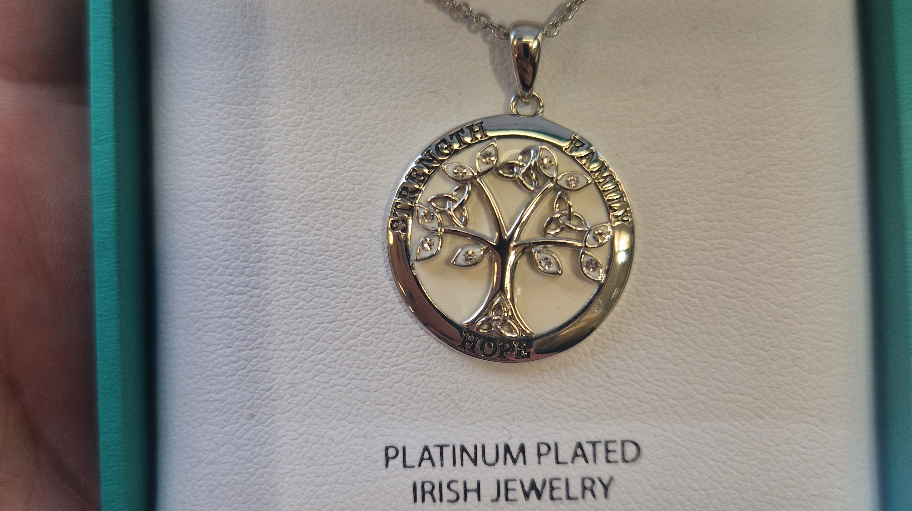 STRENGTH
FAMILY
HOPE
PLATINUM PLATED
IRISH JEWELRY